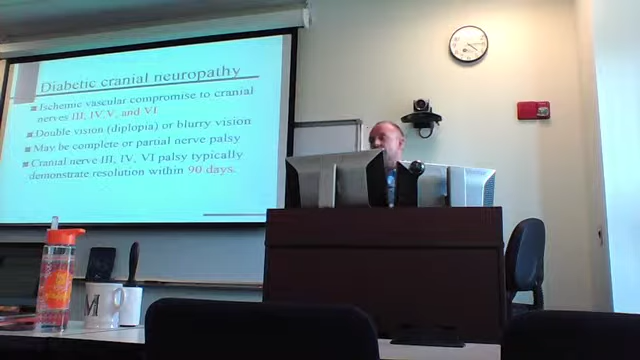 Diabetic cranial neuropathy
Ischemic vascular compromise to cranial
nerves III, IV,V, and VI
Double vision (diplopia) or blurry vision
May be complete or partial nerve palsy
Cranial nerve III, IV, VI palsy typically
demonstrate resolution within 90 days.